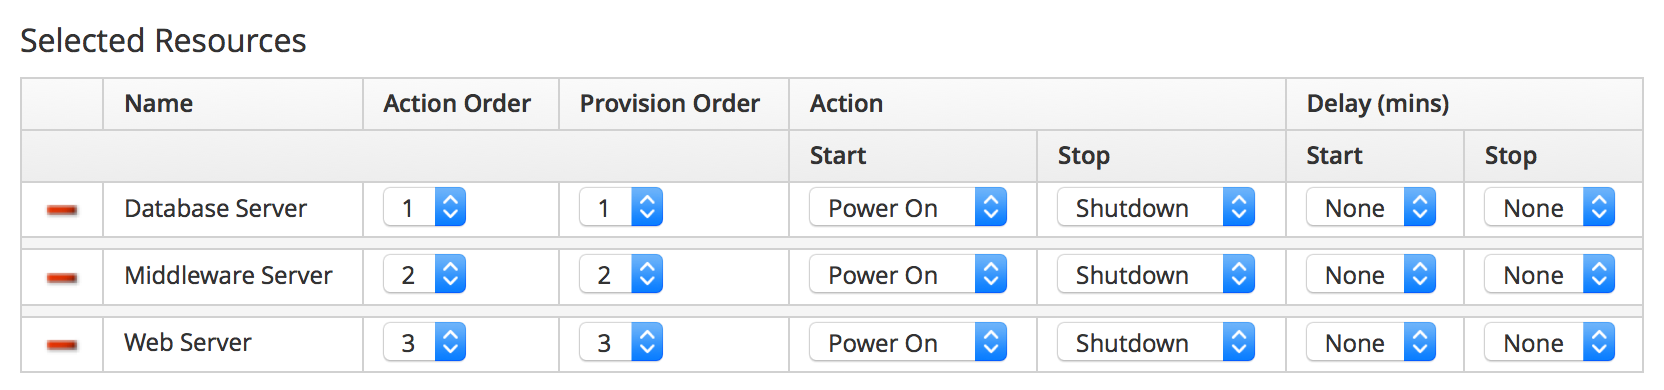 Selected Resources
Name Action Order Provision Order Action Delay (mins)
Start Stop Start Stop
Database Server 1 1 Power On Shutdown None None
Middleware Server 2 2 Power On Shutdown None None
Web Server 3 3 Power On Shutdown None None